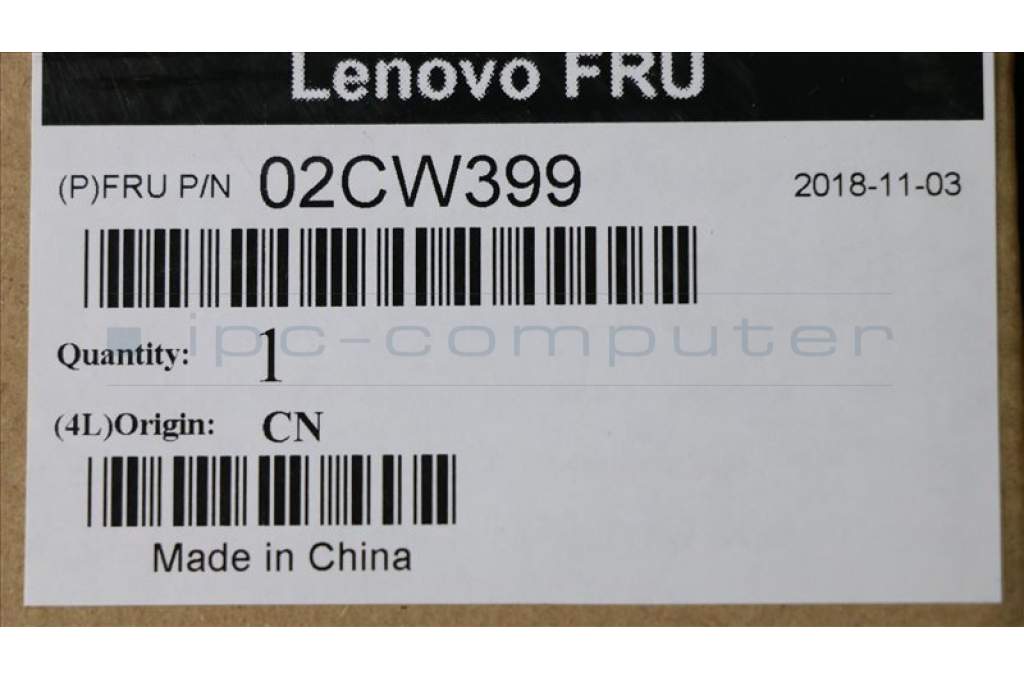 Lenovo FRU
(P)FRU P/N 02CW399 2018-11-03
ipc-computer
Quantity: 1
(4L)Origin: CN
Made in China